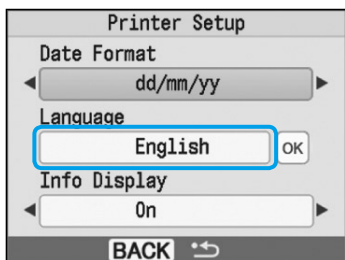 Printer Setup
Date Format
dd/mm/yy
Language
English OK
Info Display
On
BACK